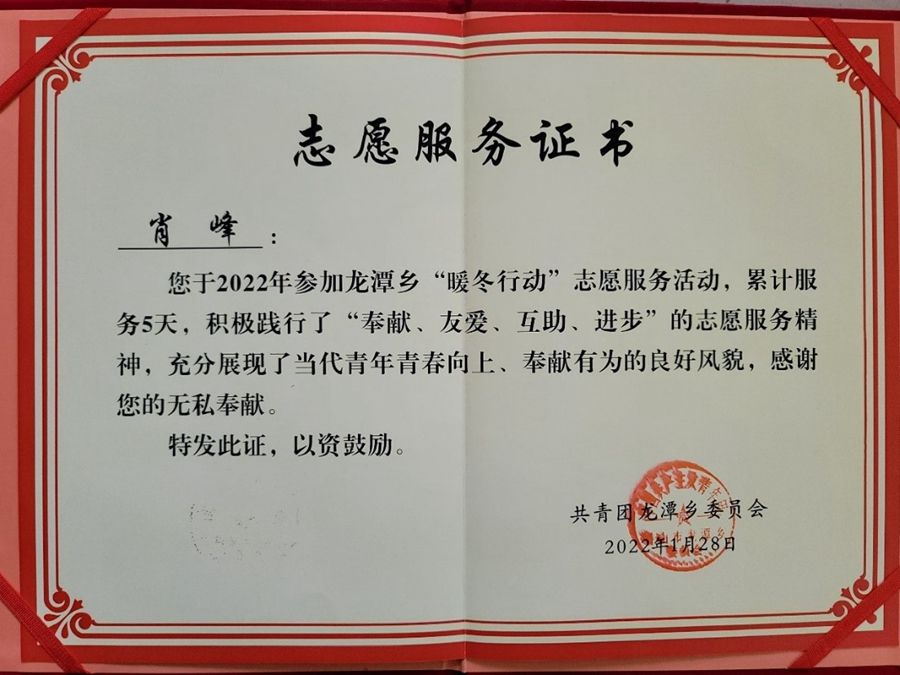 志愿服务证书
肖峰：
您于2022年参加龙潭乡“暖冬行动”志愿服务活动，累计服
务5天，积极践行了“奉献、友爱、互助、进步”的志愿服务精
神，充分展现了当代青年青春向上、奉献有为的良好风貌，感谢
您的无私奉献。
特发此证，以资鼓励。
共青团龙潭乡委员会
2022年1月28日